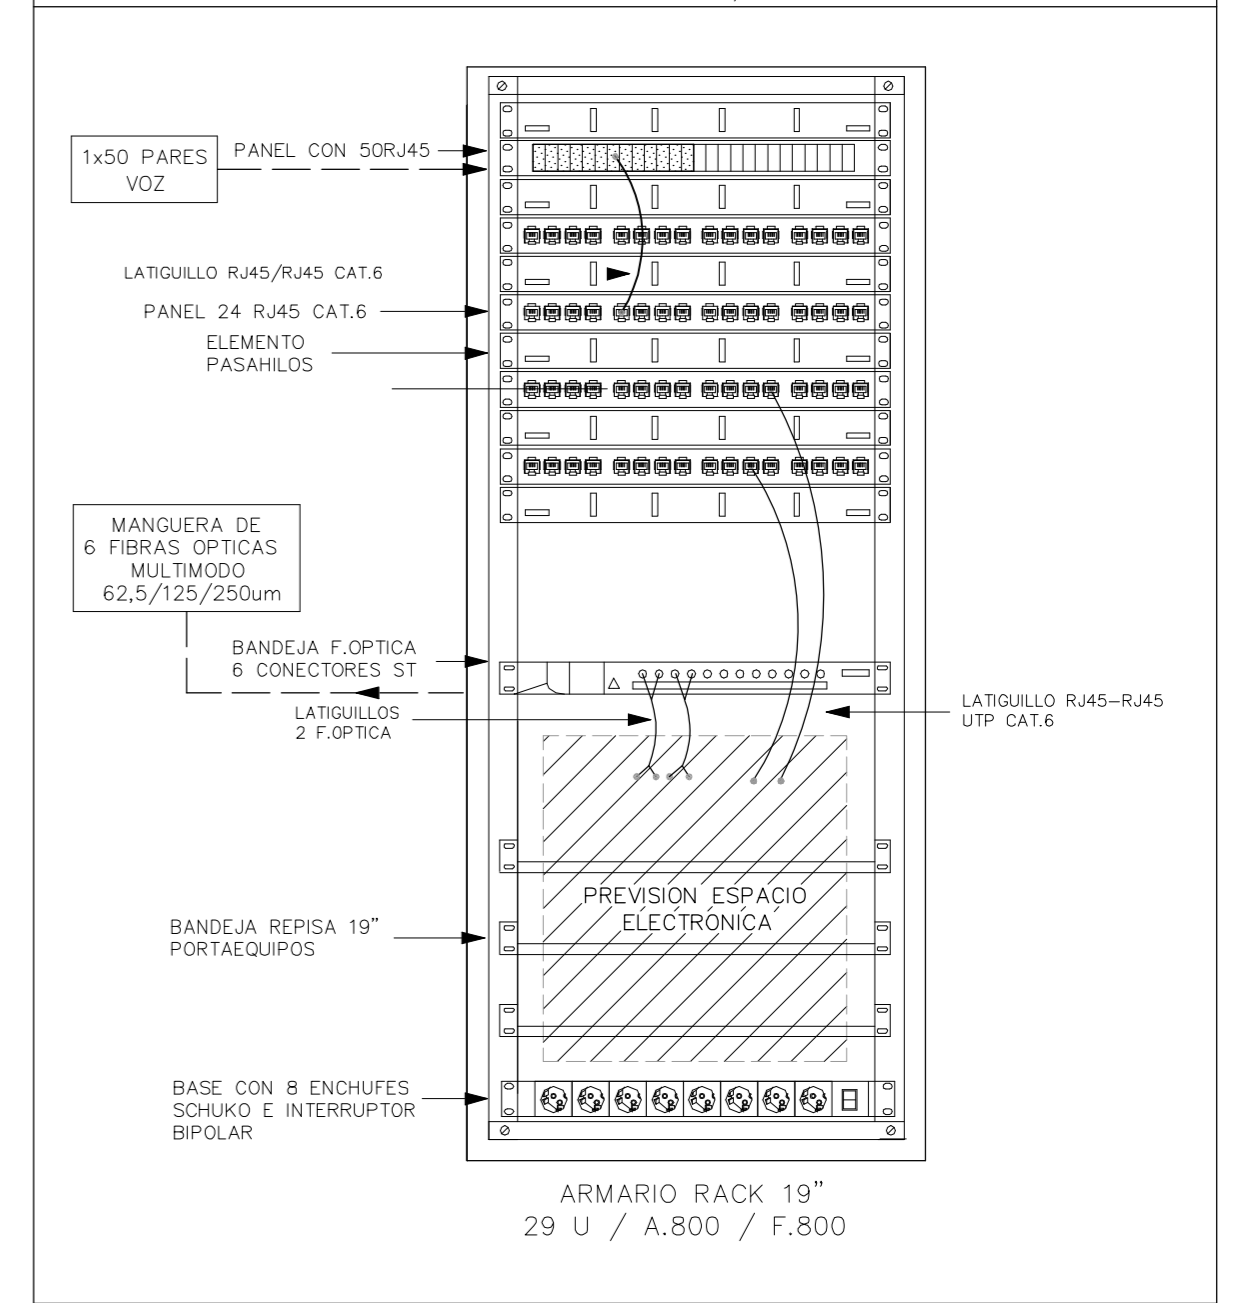 1x50 PARES
VOZ
PANEL CON 50RJ45
LATIGUILLO RJ45/RJ45 CAT.6
PANEL 24 RJ45 CAT.6
ELEMENTO
PASAHILOS
MANGUERA DE
6 FIBRAS OPTICAS
MULTIMODO
62,5/125/250um
BANDEJA F.OPTICA
6 CONECTORES ST
LATIGUILLOS
2 F.OPTICA
LATIGUILLO RJ45-RJ45
UTP CAT.6
PREVISION ESPACIO
ELECTRÓNICA
BANDEJA REPISA 19"
PORTAEQUIPOS
BASE CON 8 ENCHUFES
SCHUKO E INTERRUPTOR
BIPOLAR
ARMARIO RACK 19"
29 U / A.800 / F.800